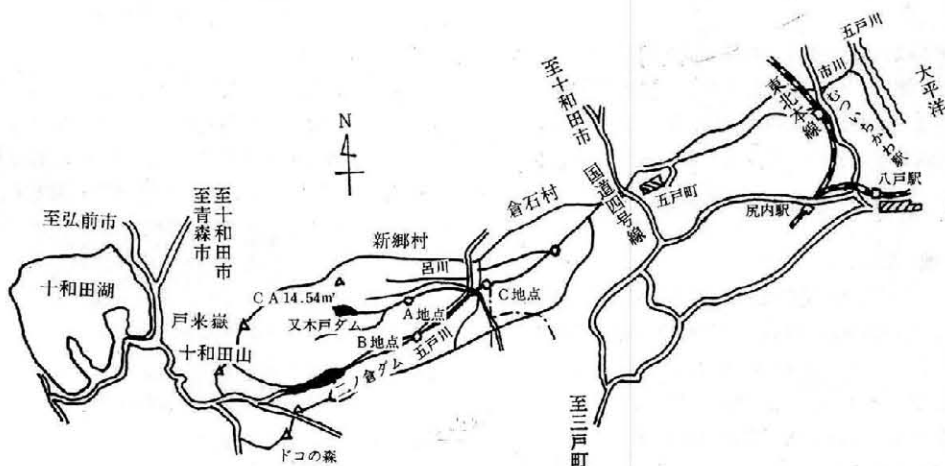 五戸川
市川
大平洋
東北本線
むついちかわ駅
至十和田市
N
八戸駅
五戸町
国道四号線
尻内駅
倉石村
至十和田市
至青森市
至弘前市
新郷村
呂川
十和田湖
CA14.54㎡
C地点
A地点
戸来嶽
又木戸ダム
B地点
五戸川
十和田山
二ノ倉ダム
至三戸町
ドコの森